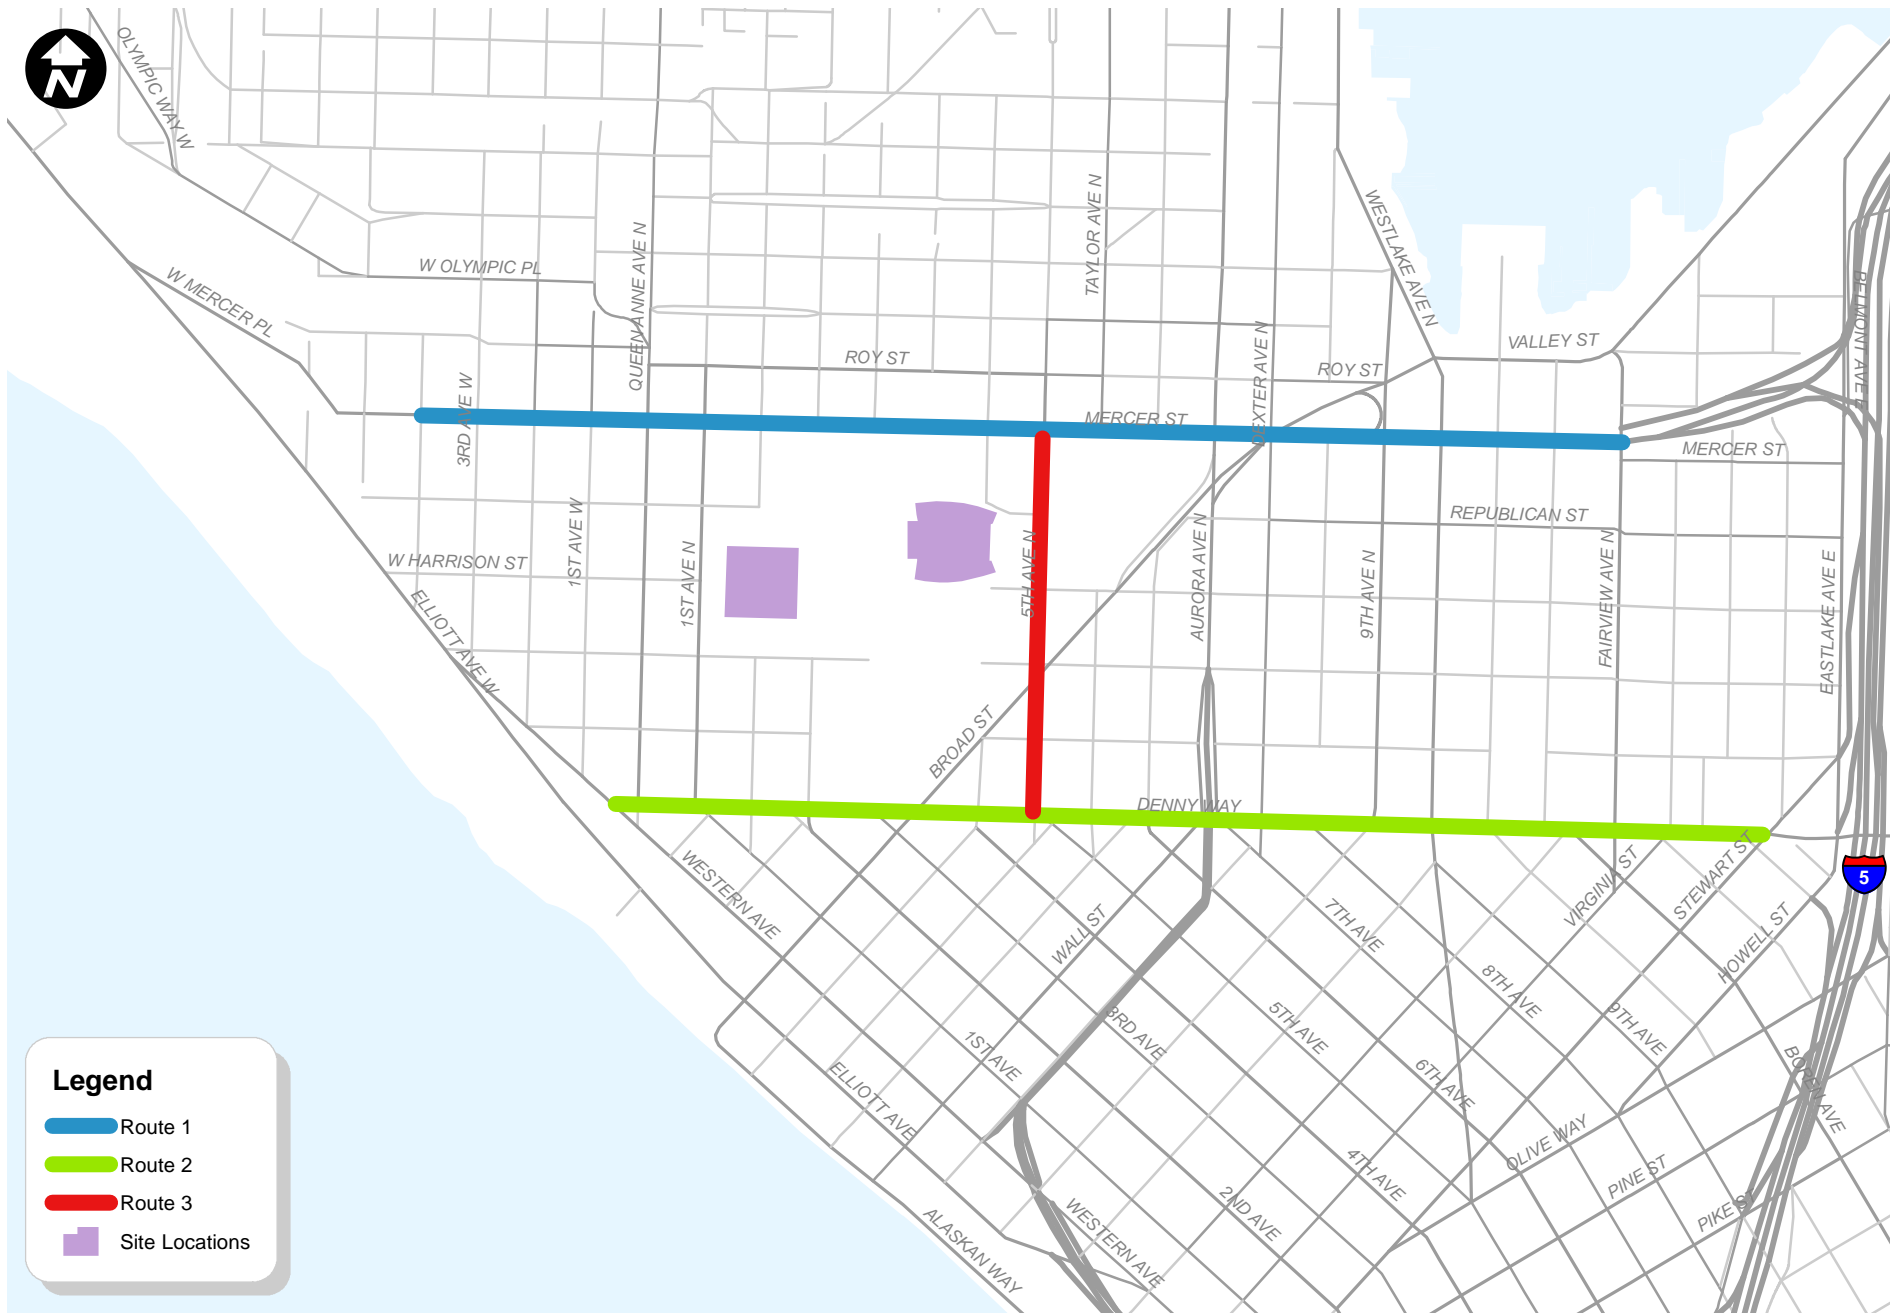 N
OLYMPIC WAY W
W OLYMPIC PL
W MERCER PL
QUEEN ANNE AVE N
TAYLOR AVE N
WESTLAKE AVE N
BELMONT AVE E
VALLEY ST
ROY ST
ROY ST
DEXTER AVE N
3RD AVE W
MERCER ST
MERCER ST
REPUBLICAN ST
W HARRISON ST
1ST AVE W
1ST AVE N
5TH AVE N
AURORA AVE N
9TH AVE N
FAIRVIEW AVE N
EASTLAKE AVE E
ELLIOTT AVE W
BROAD ST
DENNY WAY
5
WESTERN AVE
WALL ST
7TH AVE
VIRGINIA ST
STEWART ST
HOWELL ST
8TH AVE
9TH AVE
3RD AVE
5TH AVE
1ST AVE
6TH AVE
BOREN AVE
ELLIOTT AVE
OLIVE WAY
4TH AVE
PINE ST
PIKE ST
2ND AVE
WESTERN AVE
ALASKAN WAY
Legend
Route 1
Route 2
Route 3
Site Locations